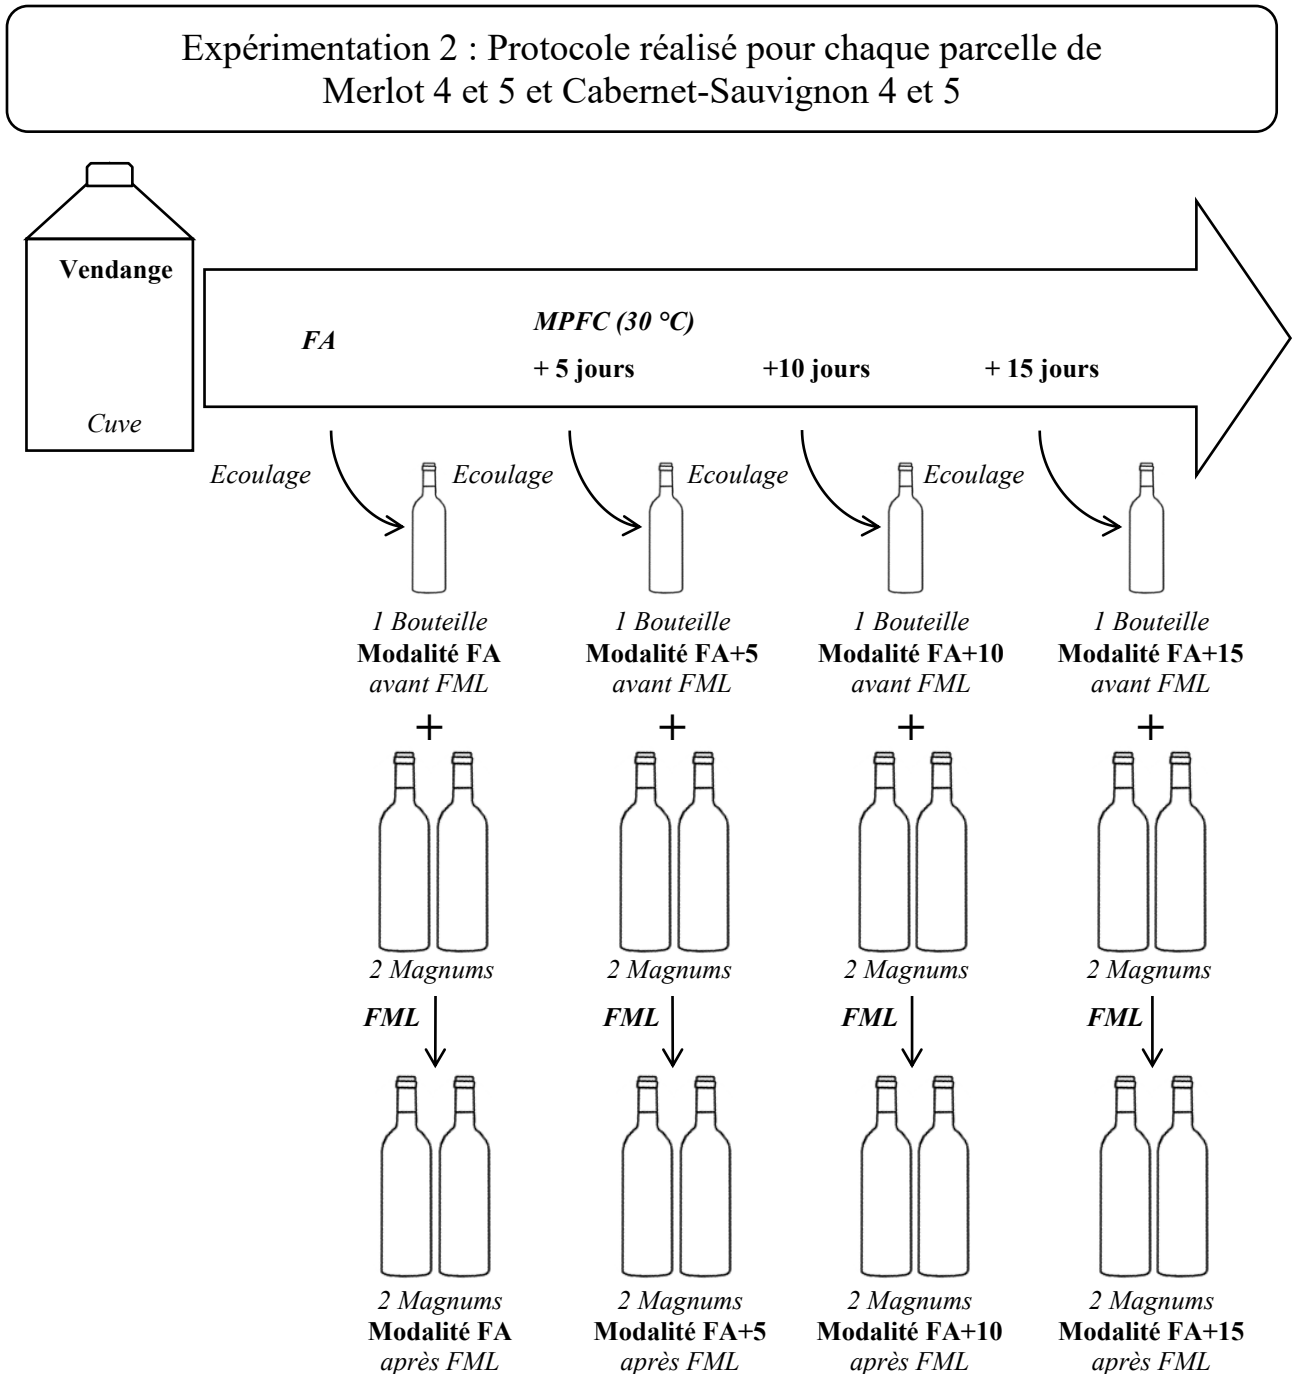 Expérimentation 2 : Protocole réalisé pour chaque parcelle de
Merlot 4 et 5 et Cabernet-Sauvignon 4 et 5
Vendange
Cuve
FA
MPFC (30 °C)
+ 5 jours
+10 jours
+ 15 jours
Ecoulage
Ecoulage
Ecoulage
Ecoulage
1 Bouteille
Modalité FA
avant FML
1 Bouteille
Modalité FA+5
avant FML
1 Bouteille
Modalité FA+10
avant FML
1 Bouteille
Modalité FA+15
avant FML
+
+
+
+
2 Magnums
2 Magnums
2 Magnums
2 Magnums
FML
FML
FML
FML
2 Magnums
Modalité FA
après FML
2 Magnums
Modalité FA+5
après FML
2 Magnums
Modalité FA+10
après FML
2 Magnums
Modalité FA+15
après FML